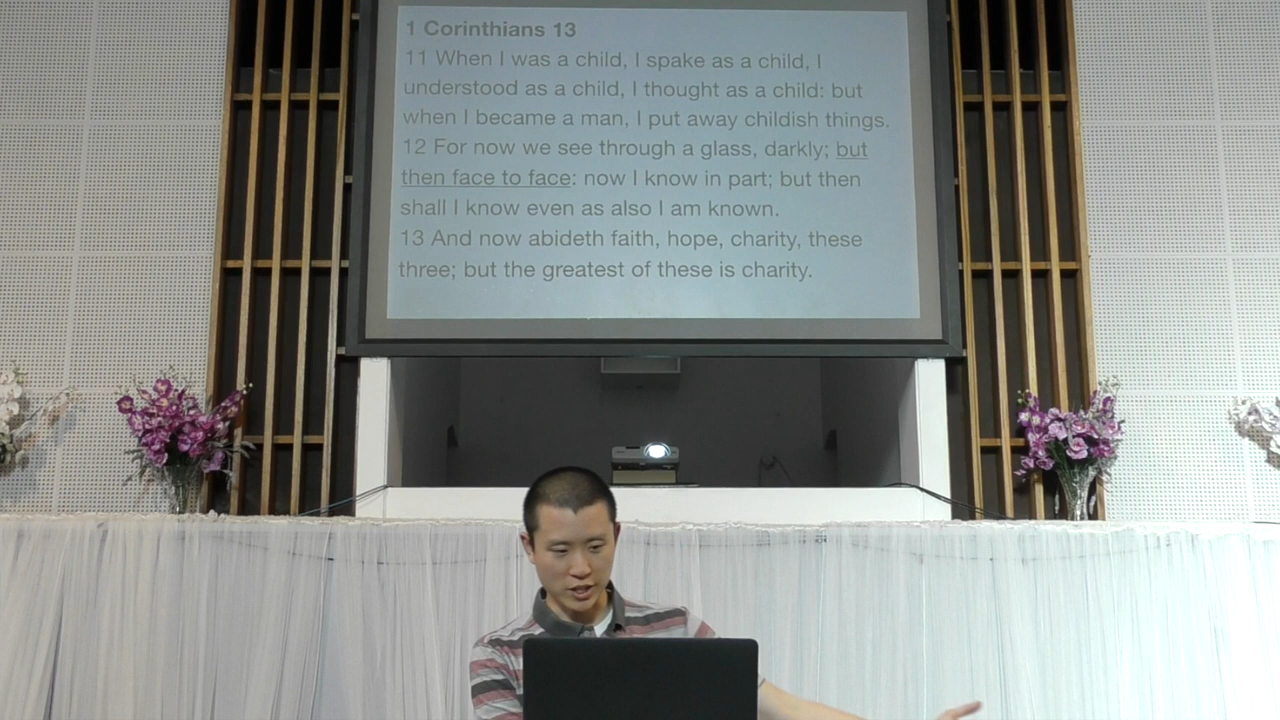 1 Corinthians 13
11 When I was a child, I spake as a child, I
understood as a child, I thought as a child: but
when I became a man, I put away childish things.
12 For now we see through a glass, darkly; but
then face to face: now I know in part; but then
shall I know even as also I am known.
13 And now abideth faith, hope, charity, these
three; but the greatest of these is charity.